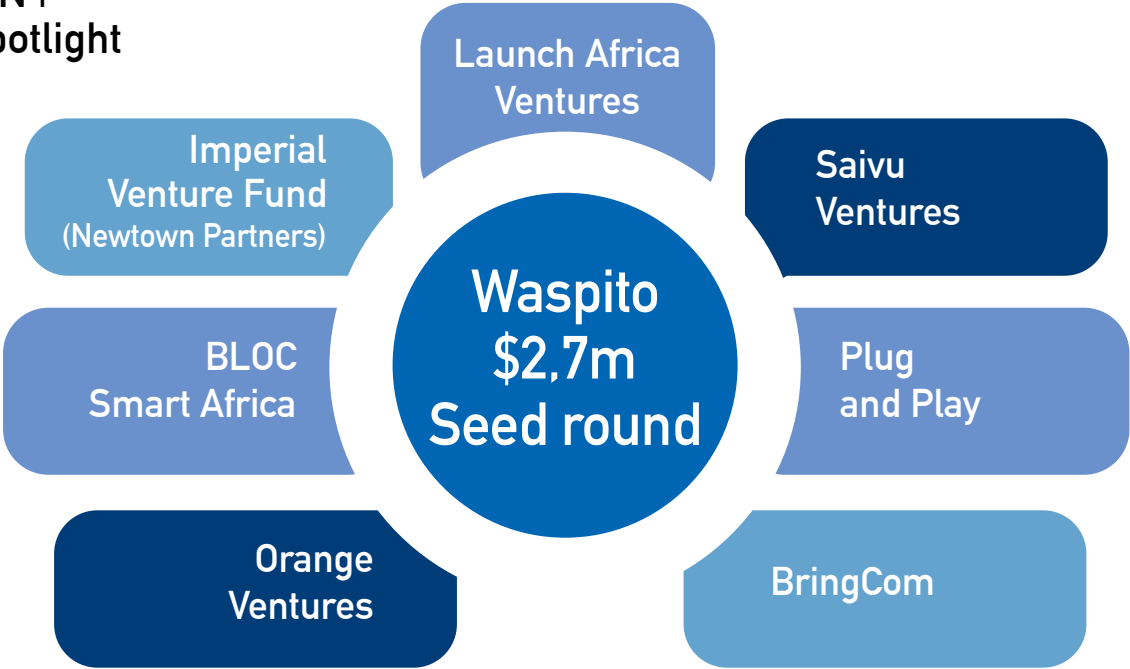 Launch Africa
Ventures
Imperial
Venture Fund
(Newtown Partners)
Saivu
Ventures
Waspito
$2,7m
Seed round
BLOC
Smart Africa
Plug
and Play
Orange
Ventures
BringCom